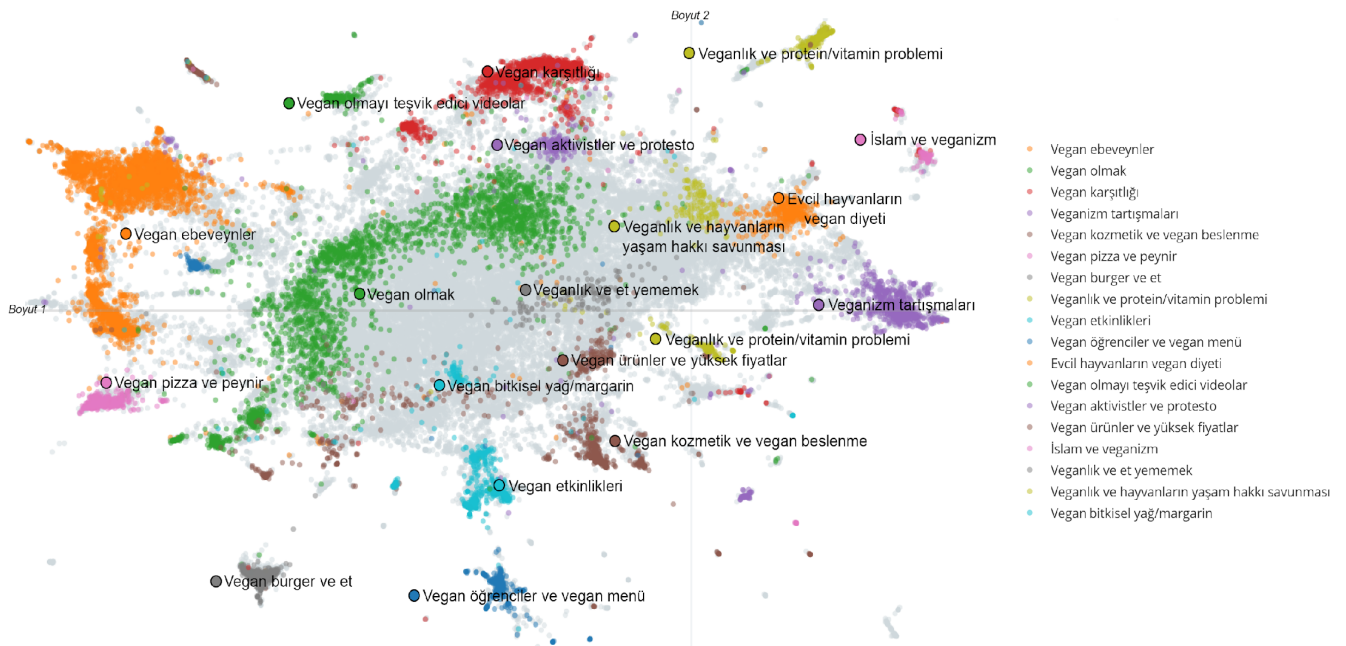 Boyut 2
Veganlık ve protein/vitamin problemi
Vegan karşıtlığı
Vegan olmayı teşvik edici videolar
Vegan aktivistler ve protesto
İslam ve veganizm
Evcil hayvanların
vegan diyeti
Veganlık ve hayvanların
yaşam hakkı savunması
Vegan ebeveynler
Vegan olmak
Veganlık ve et yememek
Boyut 1
Veganizm tartışmaları
Veganlık ve protein/vitamin problemi
Vegan ürünler ve yüksek fiyatlar
Vegan pizza ve peynir
Vegan bitkisel yağ/margarin
Vegan kozmetik ve vegan beslenme
Vegan etkinlikleri
Vegan burger ve et
Vegan öğrenciler ve vegan menü
Vegan ebeveynler
Vegan olmak
Vegan karşıtlığı
Veganizm tartışmaları
Vegan kozmetik ve vegan beslenme
Vegan pizza ve peynir
Vegan burger ve et
Veganlık ve protein/vitamin problemi
Vegan etkinlikleri
Vegan öğrenciler ve vegan menü
Evcil hayvanların vegan diyeti
Vegan olmayı teşvik edici videolar
Vegan aktivistler ve protesto
Vegan ürünler ve yüksek fiyatlar
İslam ve veganizm
Veganlık ve et yememek
Veganlık ve hayvanların yaşam hakkı savunması
Vegan bitkisel yağ/margarin